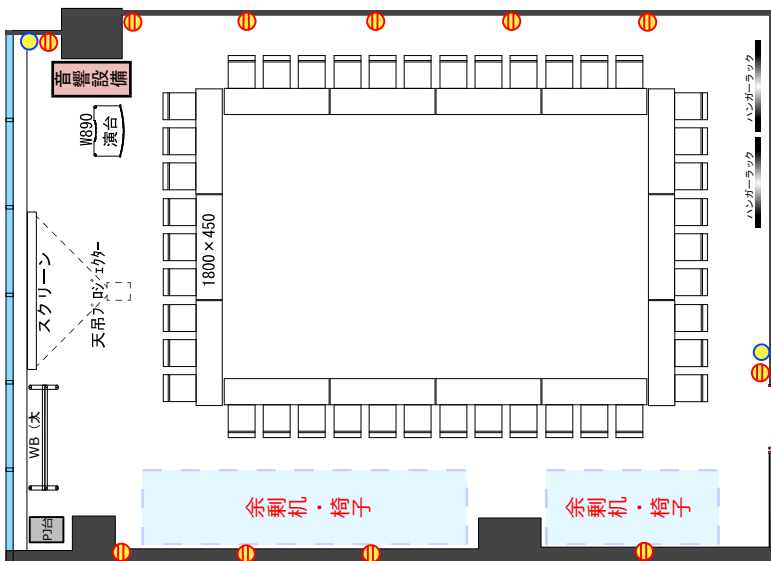 音響設備
W890
演台
ハンガーラック
ハンガーラック
1800×450
スクリーン
天吊プロジェクター
WB（大
PJ台
余剰
机・椅子
余剰
机・椅子